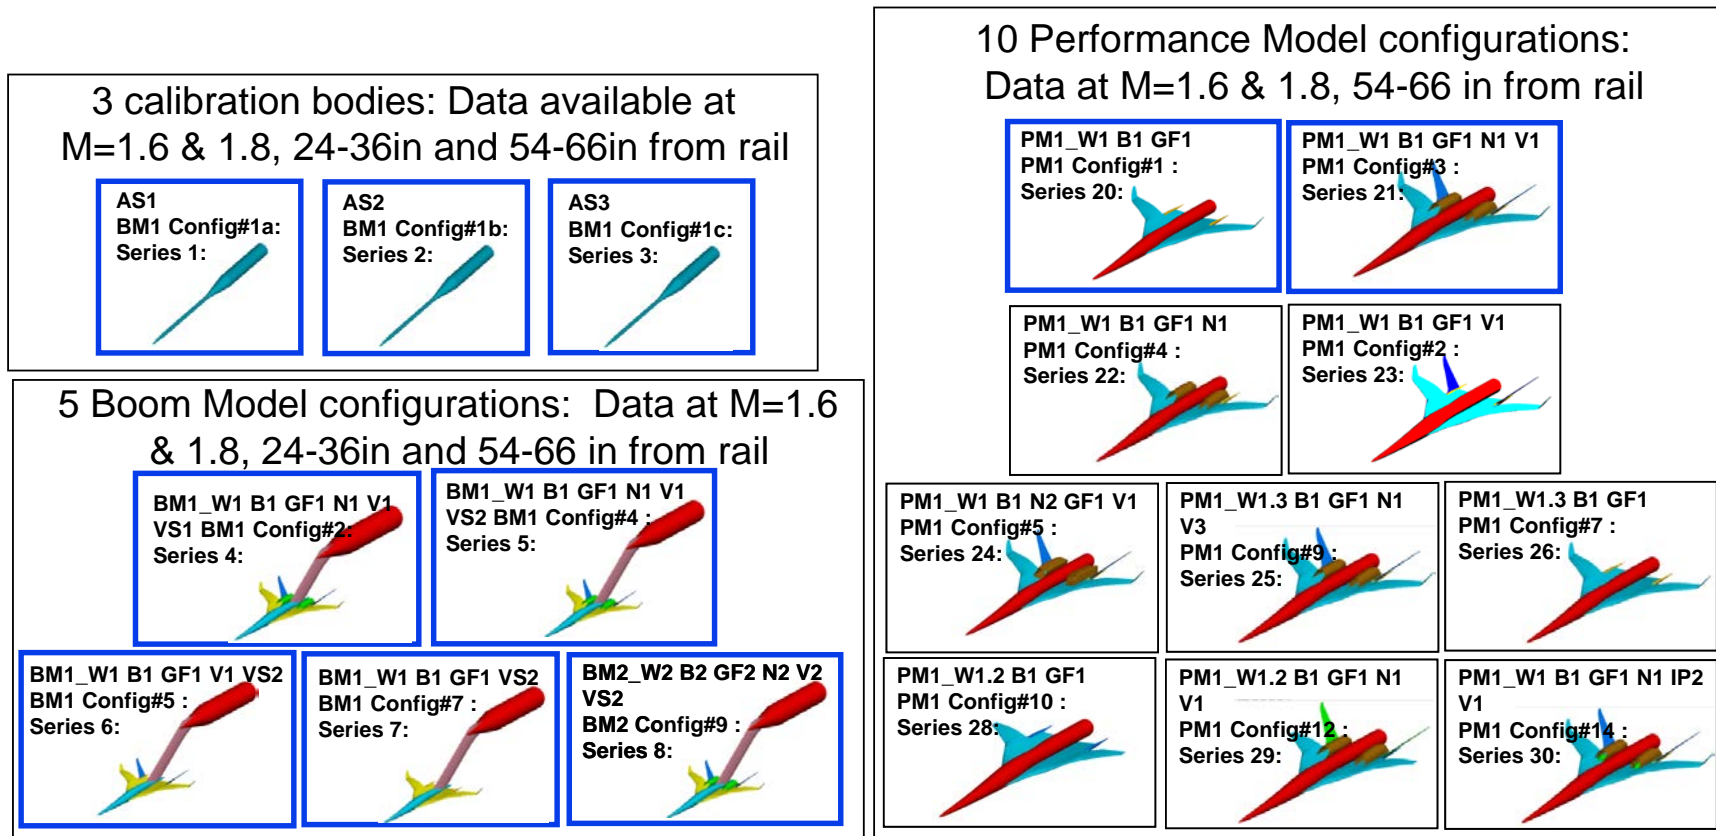 3 calibration bodies: Data available at
M=1.6 & 1.8, 24-36in and 54-66in from rail
AS1
BM1 Config#1a:
Series 1:
AS2
BM1 Config#1b:
Series 2:
AS3
BM1 Config#1c:
Series 3:
5 Boom Model configurations: Data at M=1.6
& 1.8, 24-36in and 54-66 in from rail
BM1_W1 B1 GF1 N1 V1
VS1 BM1 Config#2:
Series 4:
BM1_W1 B1 GF1 N1 V1
VS2 BM1 Config#4 :
Series 5:
BM1_W1 B1 GF1 V1 VS2
BM1 Config#5 :
Series 6:
BM1_W1 B1 GF1 VS2
BM1 Config#7 :
Series 7:
BM2_W2 B2 GF2 N2 V2
VS2
BM2 Config#9 :
Series 8:
10 Performance Model configurations:
Data at M=1.6 & 1.8, 54-66 in from rail
PM1_W1 B1 GF1
PM1 Config#1 :
Series 20:
PM1_W1 B1 GF1 N1 V1
PM1 Config#3 :
Series 21:
PM1_W1 B1 GF1 N1
PM1 Config#4 :
Series 22:
PM1_W1 B1 GF1 V1
PM1 Config#2 :
Series 23:
PM1_W1 B1 N2 GF1 V1
PM1 Config#5 :
Series 24:
PM1_W1.3 B1 GF1 N1
V3
PM1 Config#9 :
Series 25:
PM1_W1.3 B1 GF1
PM1 Config#7 :
Series 26:
PM1_W1.2 B1 GF1
PM1 Config#10 :
Series 28:
PM1_W1.2 B1 GF1 N1
V1
PM1 Config#12 :
Series 29:
PM1_W1 B1 GF1 N1 IP2
V1
PM1 Config#14 :
Series 30: